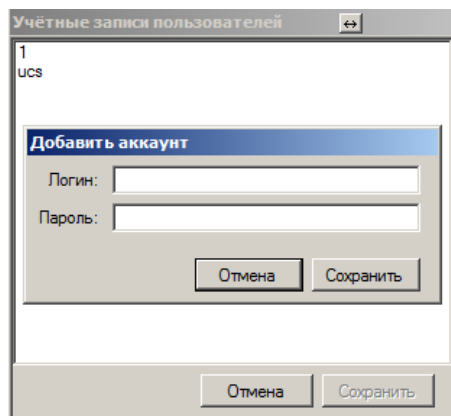 Учётные записи пользователей
1
ucs
Добавить аккаунт
Логин:
Пароль:
Отмена Сохранить
Отмена Сохранить